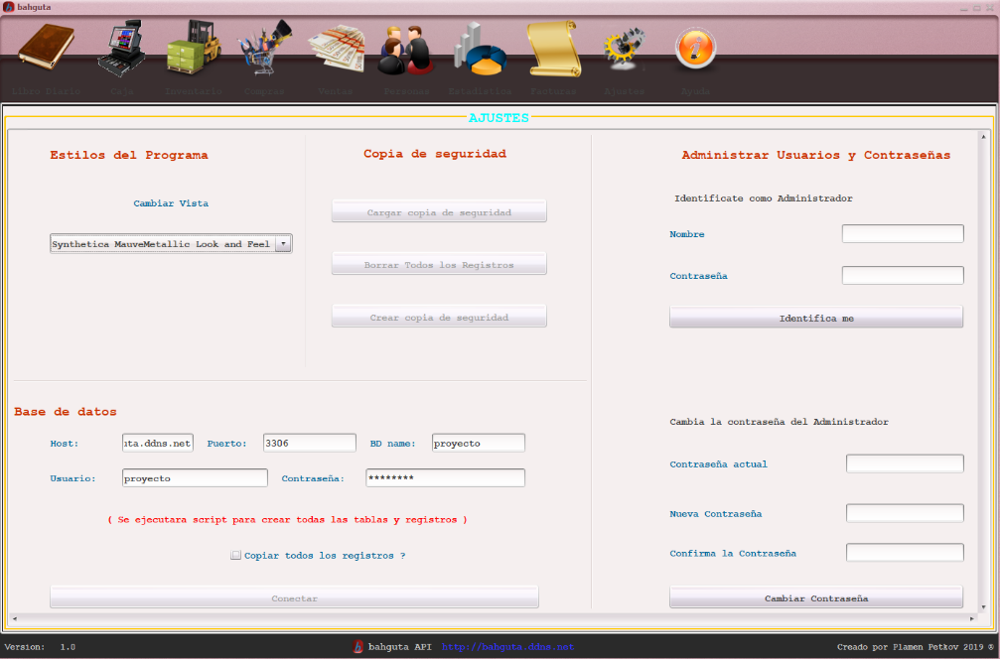 bahguta
Libro Diario Caja Inventario Compras Ventas Personas Estadistica Facturas Ajustes Ayuda
AJUSTES
Estilos del Programa
Cambiar Vista
Synthetica MauveMetallic Look and Feel
Copia de seguridad
Cargar copia de seguridad
Borrar Todos los Registros
Crear copia de seguridad
Administrar Usuarios y Contraseñas
Identificate como Administrador
Nombre
Contraseña
Identifica me
Base de datos
Host: uta.ddns.net Puerto: 3306 BD name: proyecto
Usuario: proyecto Contraseña: ********
( Se ejecutara script para crear todas las tablas y registros )
Copiar todos los registros ?
Conectar
Cambia la contraseña del Administrador
Contraseña actual
Nueva Contraseña
Confirma la Contraseña
Cambiar Contraseña
Version: 1.0 bahguta API http://bahguta.ddns.net Creado por Plamen Petkov 2019 ®